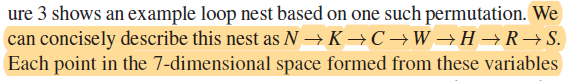 ure 3 shows an example loop nest based on one such permutation. We
can concisely describe this nest as N → K → C → W → H → R → S.
Each point in the 7-dimensional space formed from these variables